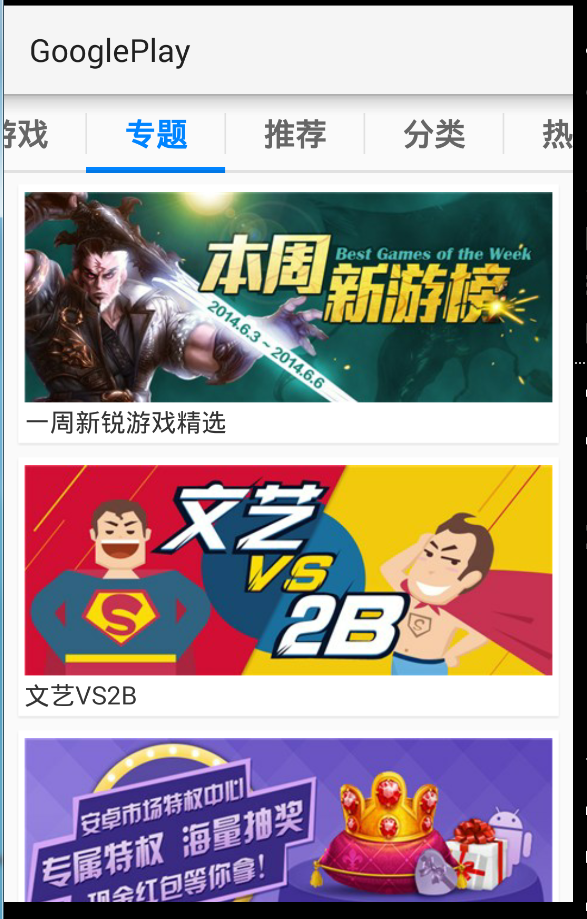 GooglePlay
游戏 专题 推荐 分类 热
本周
Best Games of the Week
新游榜
2014.6.3 ~ 2014.6.6
一周新锐游戏精选
文艺
VS
2B
S
文艺VS2B
安卓市场特权中心
专属特权 海量抽奖
现金红包等你拿!